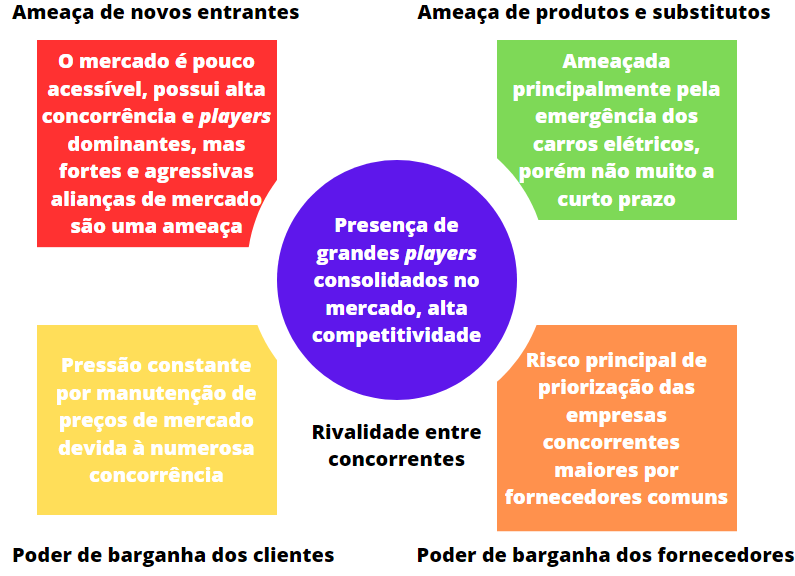 Ameaça de novos entrantes
Ameaça de produtos e substitutos
O mercado é pouco
acessível, possui alta
concorrência e players
dominantes, mas
fortes e agressivas
alianças de mercado
são uma ameaça
Ameaçada
principalmente pela
emergência dos
carros elétricos,
porém não muito a
curto prazo
Presença de
grandes players
consolidados no
mercado, alta
competitividade
Rivalidade entre
concorrentes
Pressão constante
por manutenção de
preços de mercado
devida à numerosa
concorrência
Risco principal de
priorização das
empresas
concorrentes
maiores por
fornecedores comuns
Poder de barganha dos clientes
Poder de barganha dos fornecedores